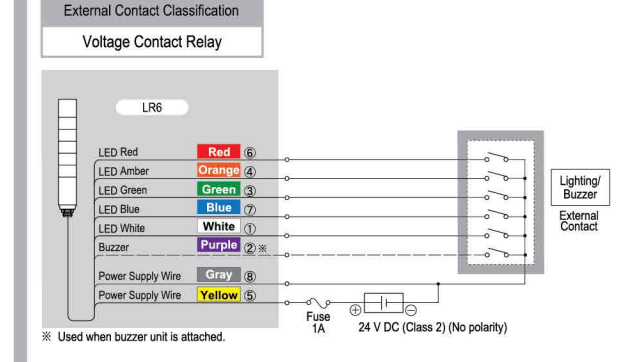 External Contact Classification
Voltage Contact Relay
LR6
LED Red Red ⑥
LED Amber Orange ④
LED Green Green ③
LED Blue Blue ⑦
LED White White ①
Buzzer Purple ② ※
Power Supply Wire Gray ⑧
Power Supply Wire Yellow ⑤
Lighting/
Buzzer
External
Contact
Fuse
1A
⊕ ⊖
24 V DC (Class 2) (No polarity)
※ Used when buzzer unit is attached.